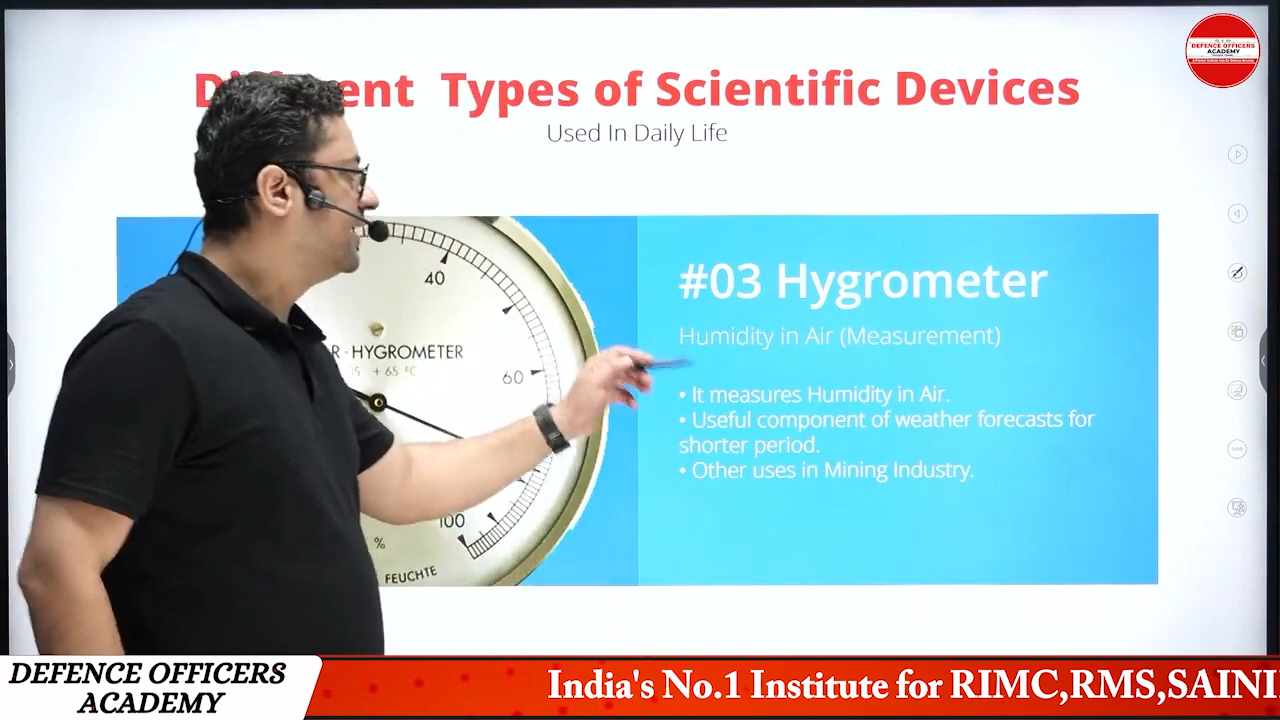 DEFENCE OFFICERS
ACADEMY
Types of Scientific Devices
Used In Daily Life
40
HYGROMETER
+ 65 °C
60
100
%
FEUCHTE
#03 Hygrometer
Humidity in Air (Measurement)
• It measures Humidity in Air.
• Useful component of weather forecasts for
shorter period.
• Other uses in Mining Industry.
DEFENCE OFFICERS
ACADEMY
India's No.1 Institute for RIMC,RMS,